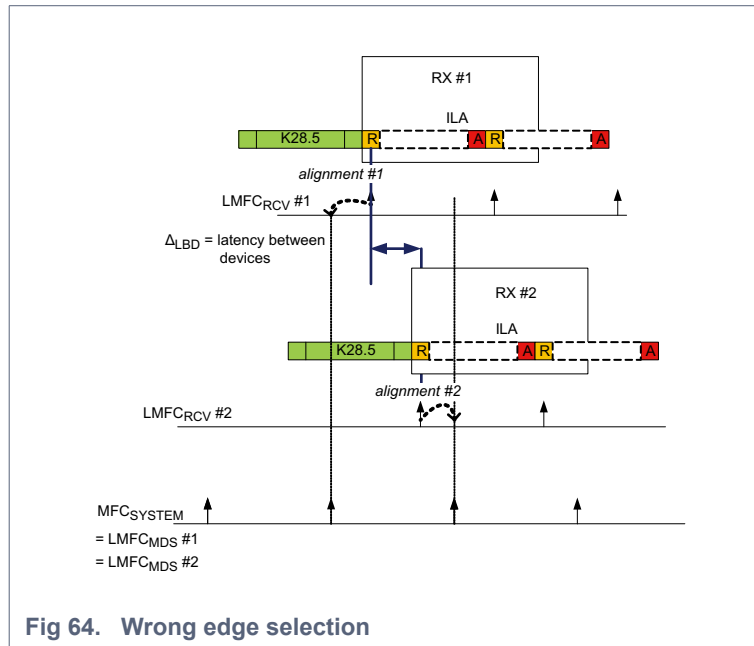 RX #1
ILA
K28.5 R A R A
alignment #1
LMFCRCV #1
ΔLBD = latency between
devices
RX #2
ILA
K28.5 R A R A
alignment #2
LMFCRCV #2
MFCSYSTEM
= LMFCMDS #1
= LMFCMDS #2
Fig 64. Wrong edge selection